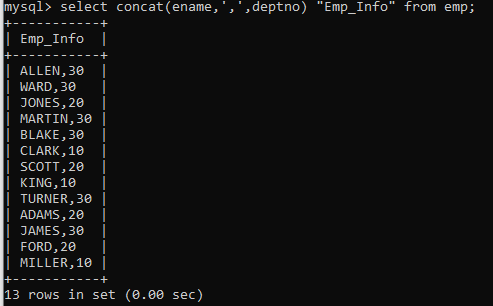 mysql> select concat(ename,',',deptno) "Emp_Info" from emp;
+-----------+
| Emp_Info  |
+-----------+
| ALLEN,30  |
| WARD,30   |
| JONES,20  |
| MARTIN,30 |
| BLAKE,30  |
| CLARK,10  |
| SCOTT,20  |
| KING,10   |
| TURNER,30 |
| ADAMS,20  |
| JAMES,30  |
| FORD,20   |
| MILLER,10 |
+-----------+
13 rows in set (0.00 sec)